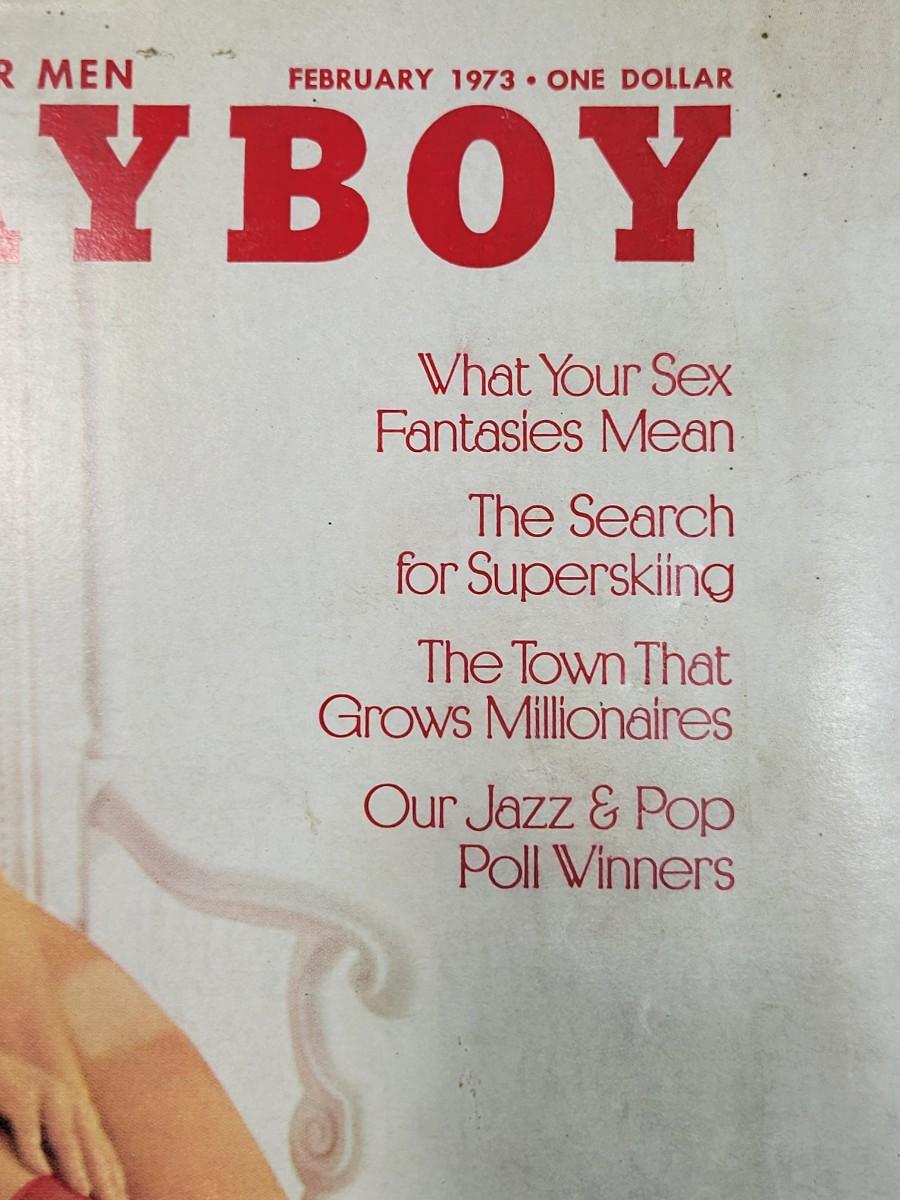 R MEN
FEBRUARY 1973 • ONE DOLLAR
AYBOY
What Your Sex
Fantasies Mean
The Search
for Superskiing
The Town That
Grows Millionaires
Our Jazz & Pop
Poll Winners